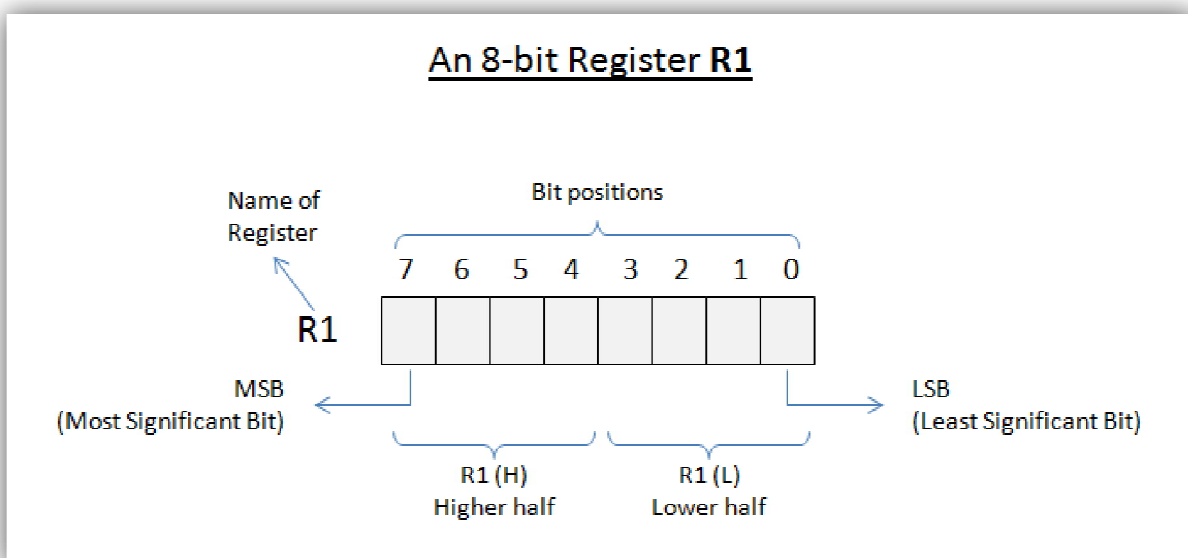 An 8-bit Register R1
Name of
Register
Bit positions
7 6 5 4 3 2 1 0
R1
MSB
(Most Significant Bit)
LSB
(Least Significant Bit)
R1 (H)
Higher half
R1 (L)
Lower half